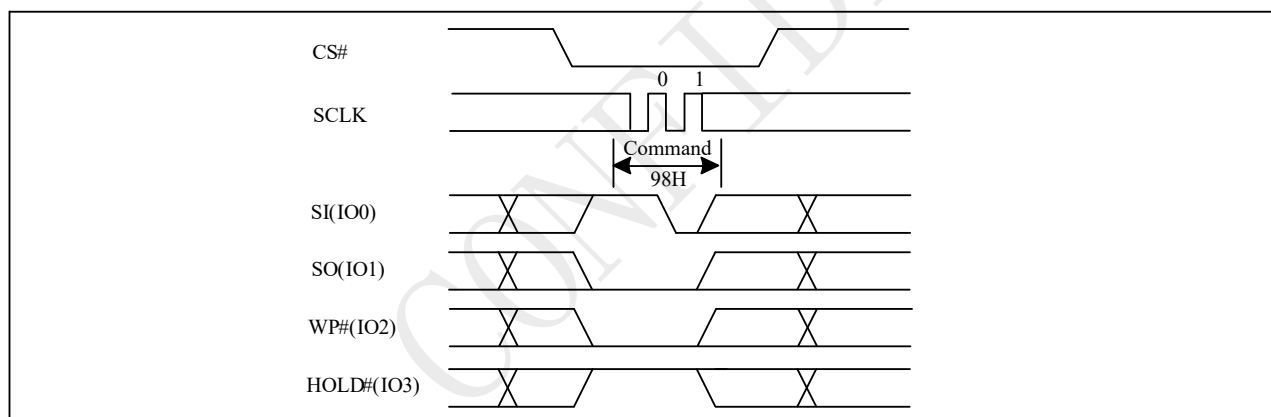 CS#
0 1
SCLK
Command
98H
SI(IO0)
SO(IO1)
WP#(IO2)
HOLD#(IO3)